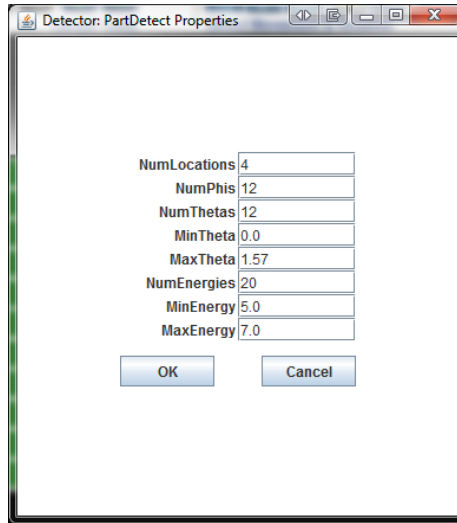 Detector: PartDetect Properties
NumLocations 4
NumPhis 12
NumThetas 12
MinTheta 0.0
MaxTheta 1.57
NumEnergies 20
MinEnergy 5.0
MaxEnergy 7.0
OK Cancel